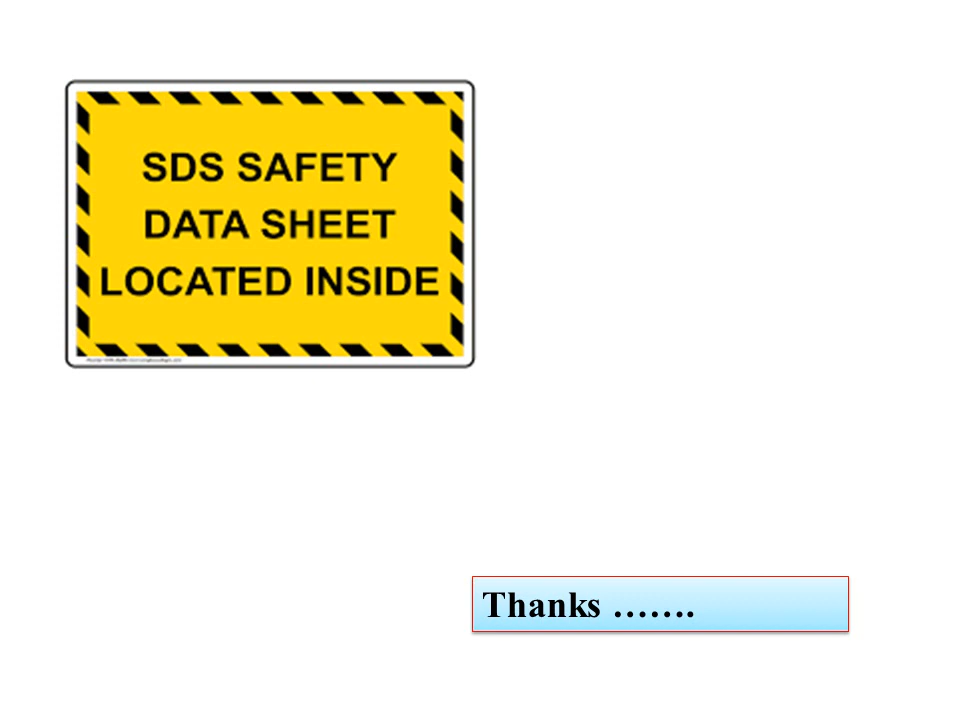 SDS SAFETY
DATA SHEET
LOCATED INSIDE
Thanks …….